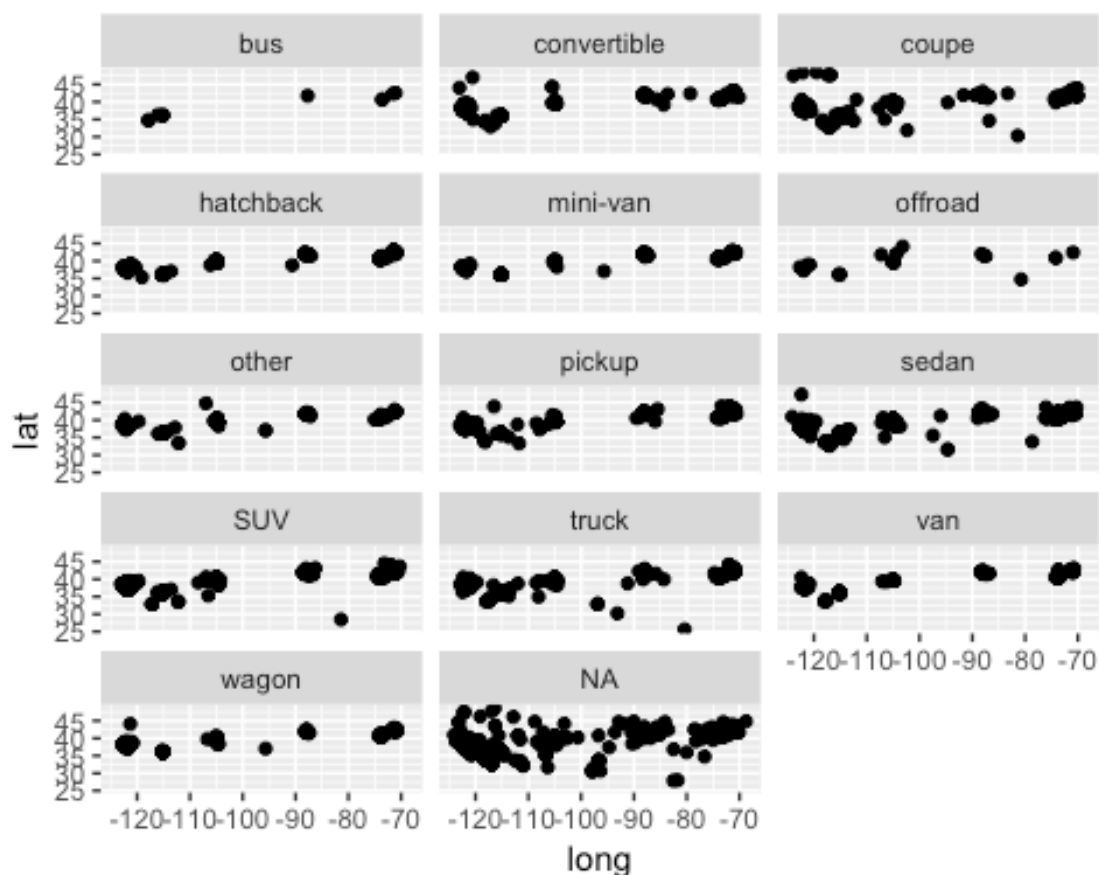 bus convertible coupe
45
40
35
30
25
hatchback mini-van offroad
45
40
35
30
25
other pickup sedan
45
40
35
30
25
lat
SUV truck van
45
40
35
30
25
-120 -110 -100 -90 -80 -70
wagon NA
45
40
35
30
25
-120 -110 -100 -90 -80 -70 -120 -110 -100 -90 -80 -70
long